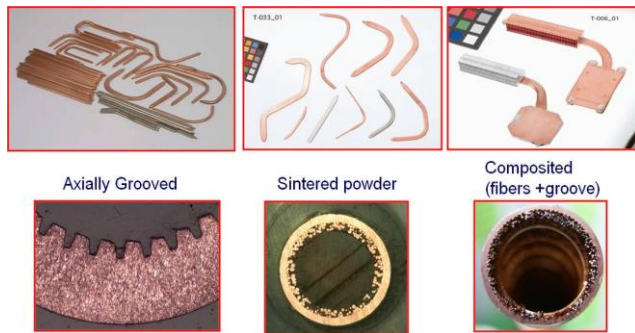 T-033_01
T-006_01
Axially Grooved
Sintered powder
Composited
(fibers +groove)